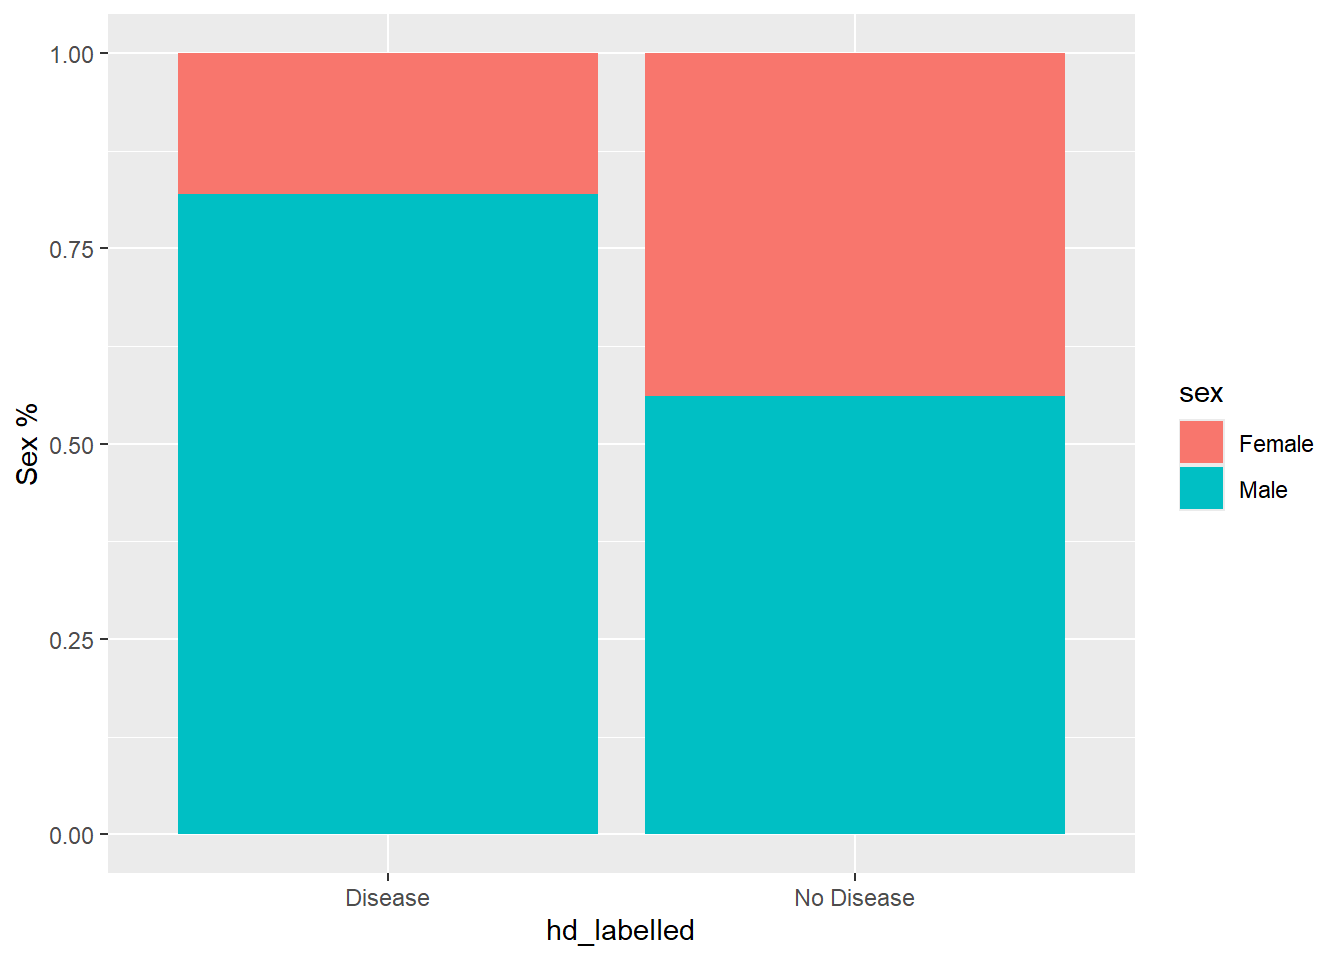 1.00
0.75
0.50
0.25
0.00
Sex %
Disease
No Disease
hd_labelled
sex
Female
Male